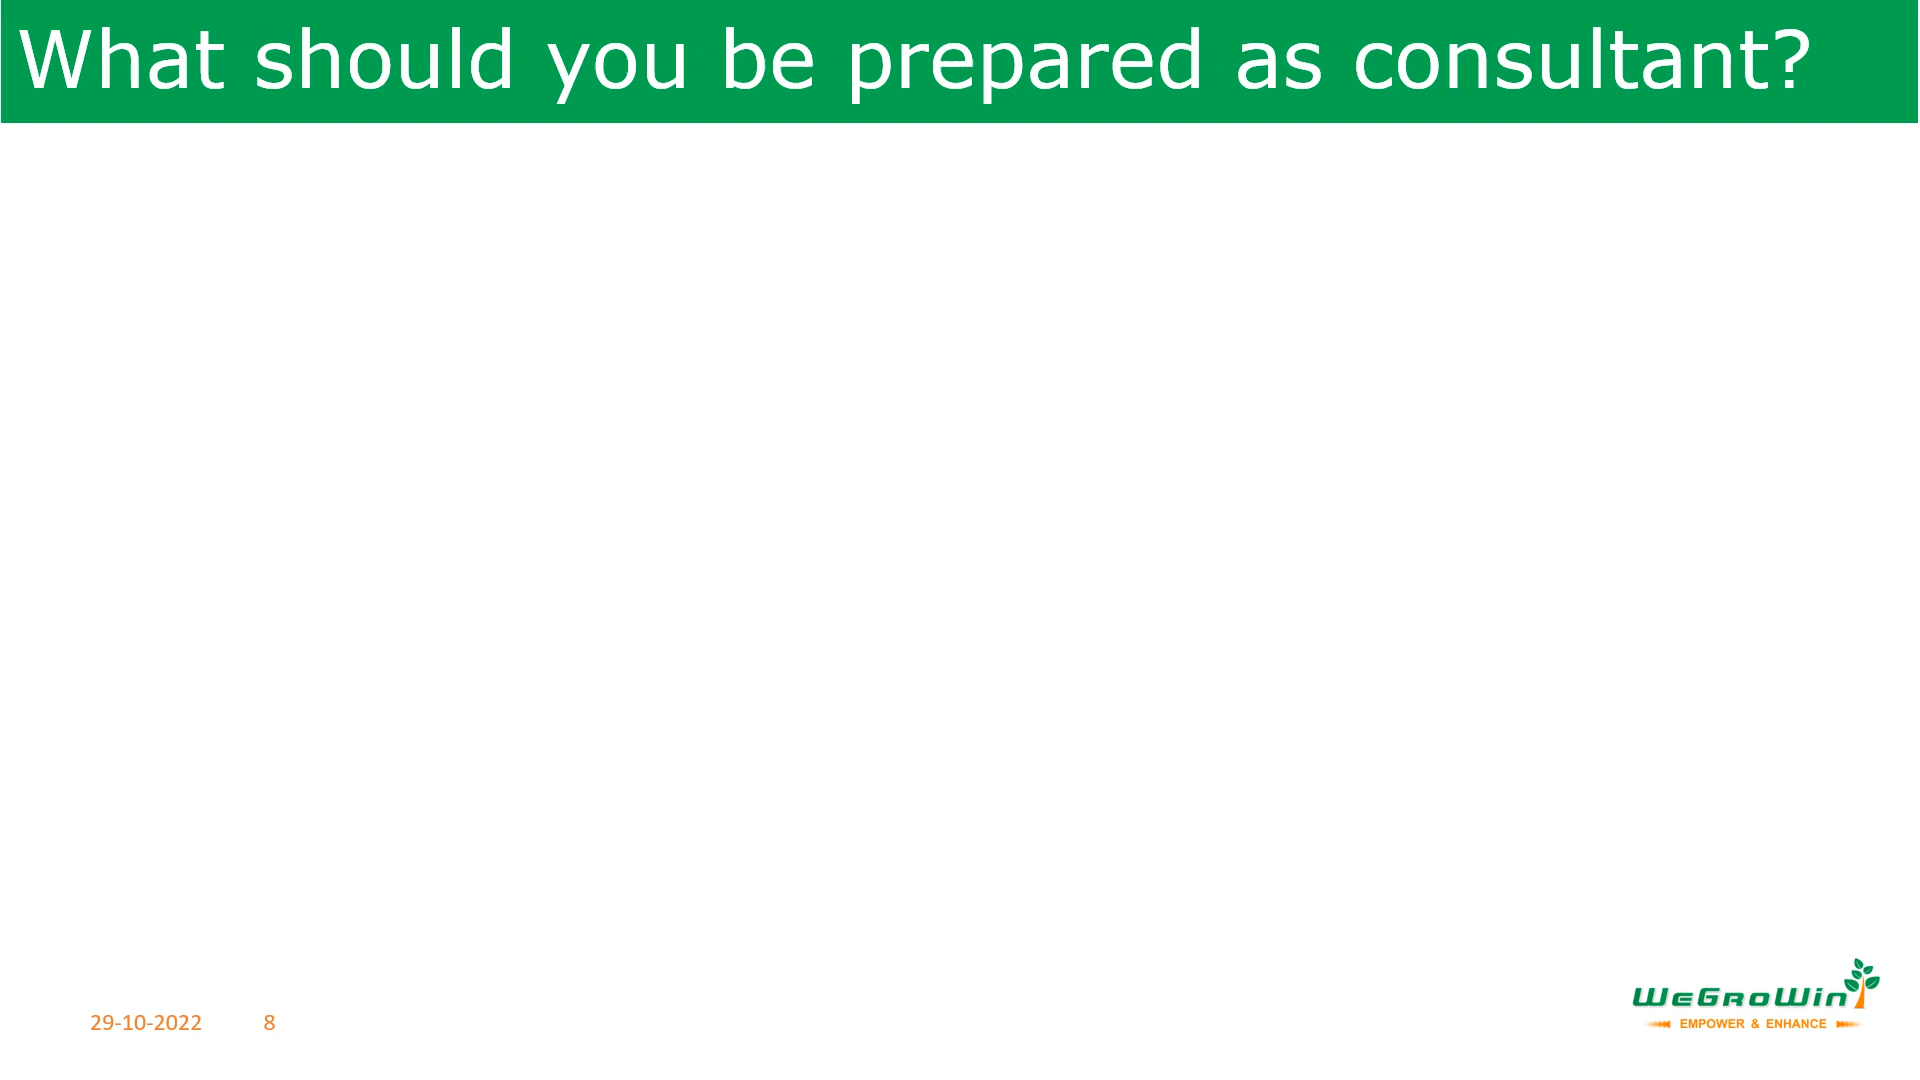 What should you be prepared as consultant?
29-10-2022 8
WeGroWin
EMPOWER & ENHANCE